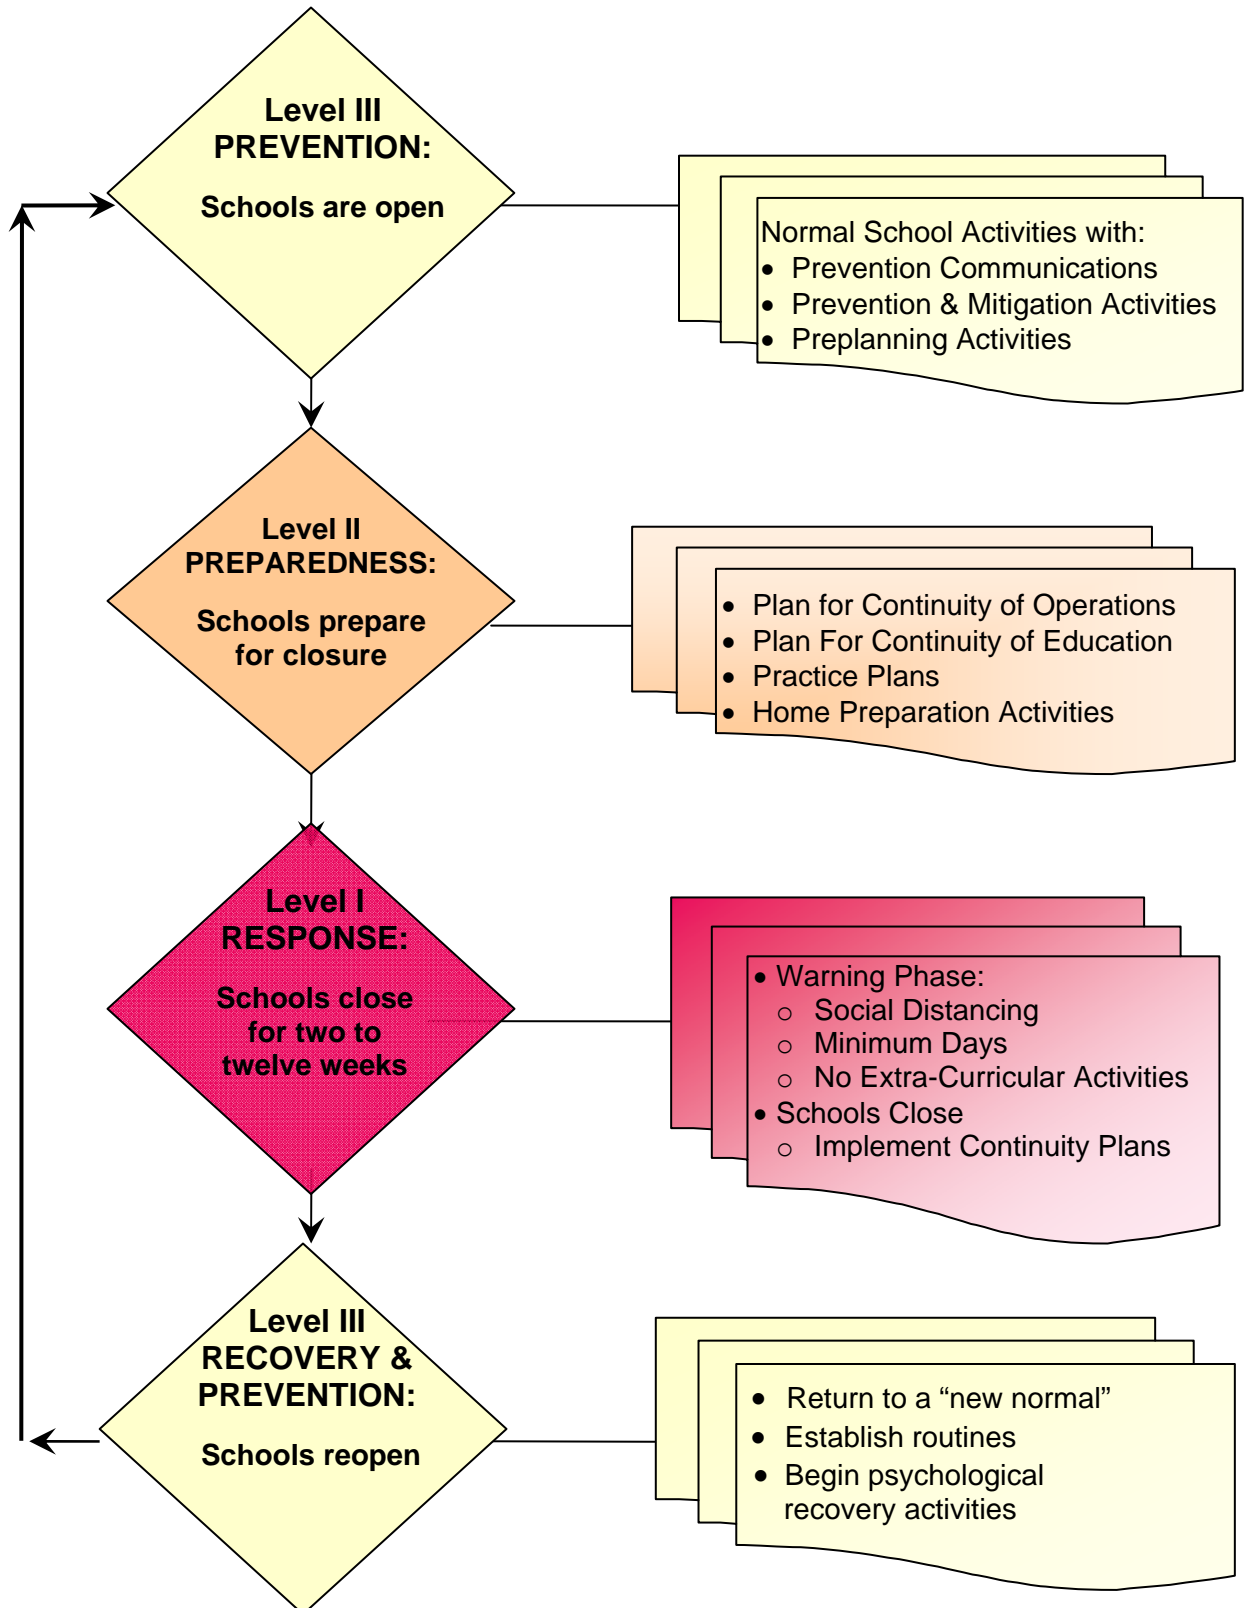 Level III
PREVENTION:
Schools are open
Normal School Activities with:
• Prevention Communications
• Prevention & Mitigation Activities
• Preplanning Activities
Level II
PREPAREDNESS:
Schools prepare
for closure
• Plan for Continuity of Operations
• Plan For Continuity of Education
• Practice Plans
• Home Preparation Activities
Level I
RESPONSE:
Schools close
for two to
twelve weeks
• Warning Phase:
o Social Distancing
o Minimum Days
o No Extra-Curricular Activities
• Schools Close
o Implement Continuity Plans
Level III
RECOVERY &
PREVENTION:
Schools reopen
• Return to a “new normal”
• Establish routines
• Begin psychological
recovery activities